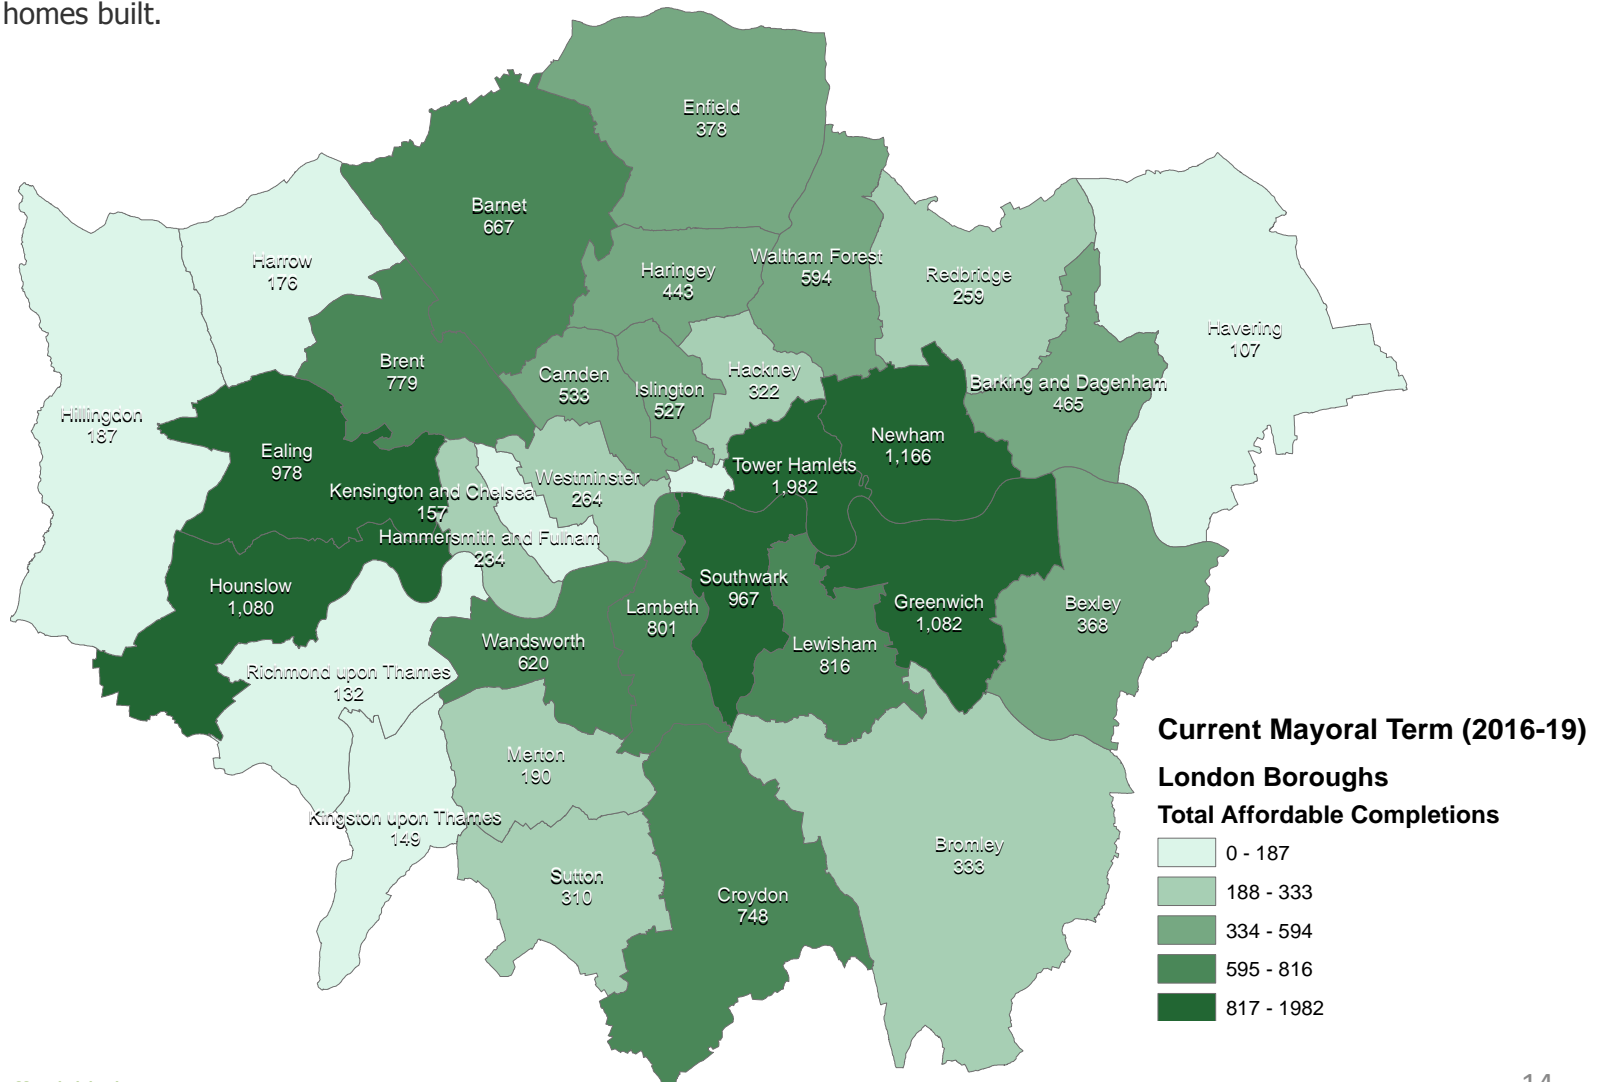 homes built.
Enfield
378
Barnet
667
Harrow
176
Haringey
443
Waltham Forest
594
Redbridge
259
Havering
107
Brent
779
Camden
533
Islington
527
Hackney
322
Barking and Dagenham
465
Hillingdon
187
Ealing
978
Newham
1,166
Tower Hamlets
1,982
Westminster
264
Kensington and Chelsea
157
Hammersmith and Fulham
234
Hounslow
1,080
Southwark
967
Lambeth
801
Greenwich
1,082
Bexley
368
Wandsworth
620
Lewisham
816
Richmond upon Thames
132
Merton
190
Kingston upon Thames
149
Sutton
310
Croydon
748
Bromley
333
Current Mayoral Term (2016-19)
London Boroughs
Total Affordable Completions
0 - 187
188 - 333
334 - 594
595 - 816
817 - 1982
14